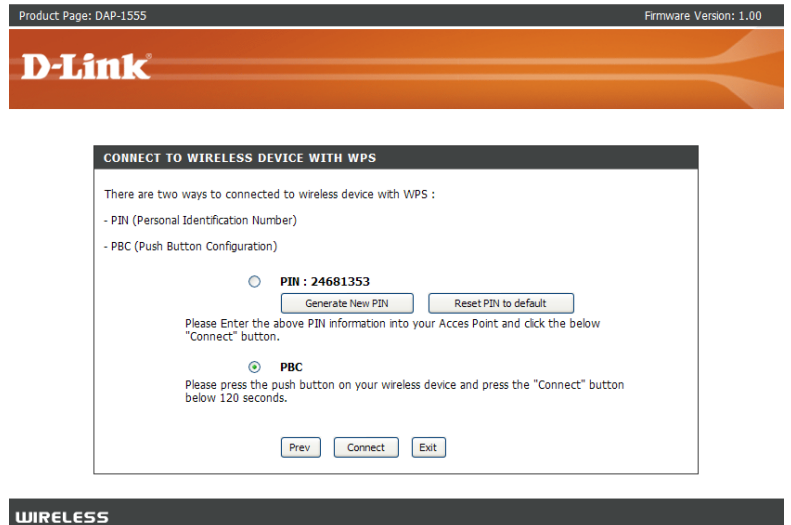 Product Page: DAP-1555 Firmware Version: 1.00
D-Link
CONNECT TO WIRELESS DEVICE WITH WPS
There are two ways to connected to wireless device with WPS :
- PIN (Personal Identification Number)
- PBC (Push Button Configuration)
PIN : 24681353
Generate New PIN Reset PIN to default
Please Enter the above PIN information into your Acces Point and click the below
"Connect" button.
PBC
Please press the push button on your wireless device and press the "Connect" button
below 120 seconds.
Prev Connect Exit
WIRELESS